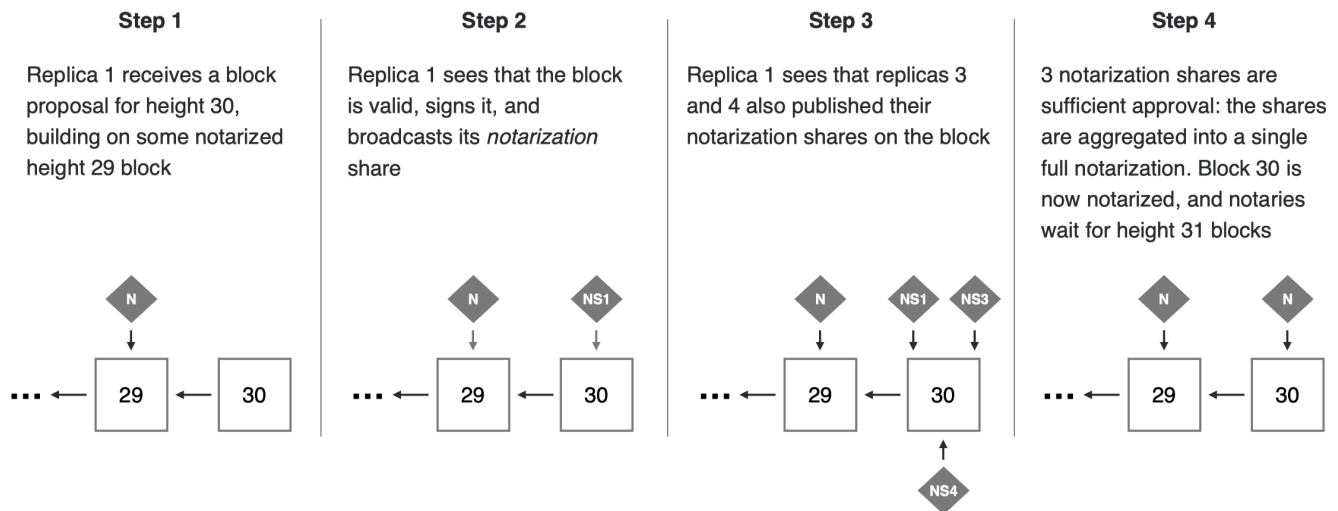 Step 1
Replica 1 receives a block
proposal for height 30,
building on some notarized
height 29 block
N
29
30
Step 2
Replica 1 sees that the block
is valid, signs it, and
broadcasts its notarization
share
N
NS1
29
30
Step 3
Replica 1 sees that replicas 3
and 4 also published their
notarization shares on the block
N
NS1
NS3
29
30
NS4
Step 4
3 notarization shares are
sufficient approval: the shares
are aggregated into a single
full notarization. Block 30 is
now notarized, and notaries
wait for height 31 blocks
N
N
29
30